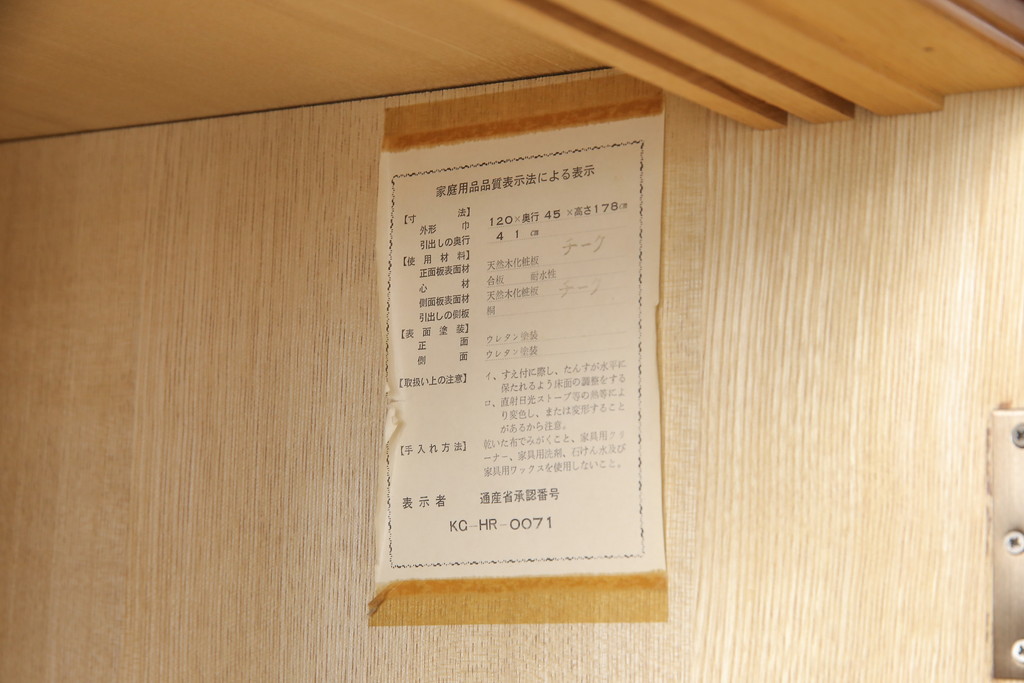 家庭用品品質表示法による表示
【寸法】
外形 巾 120×奥行 45 ×高さ178㎝
引出しの奥行 41㎝
【使用材料】 チーク
正面板表面材 天然木化粧板
心材 合板 耐水性
側面板表面材 天然木化粧板 チーク
引出しの側板 桐
【表面塗装】
正面 ウレタン塗装
側面 ウレタン塗装
【取扱い上の注意】 イ、すえ付に際し、たんすが水平に
保たれるよう床面の調整をする
ロ、直射日光ストーブ等の熱等によ
り変色し、または変形すること
があるから注意。
【手入れ方法】 乾いた布でみがくこと、家具用クリ
ーナー、家具用洗剤、石けん水及び
家具用ワックスを使用しないこと。
表示者 通産省承認番号
KG-HR-0071